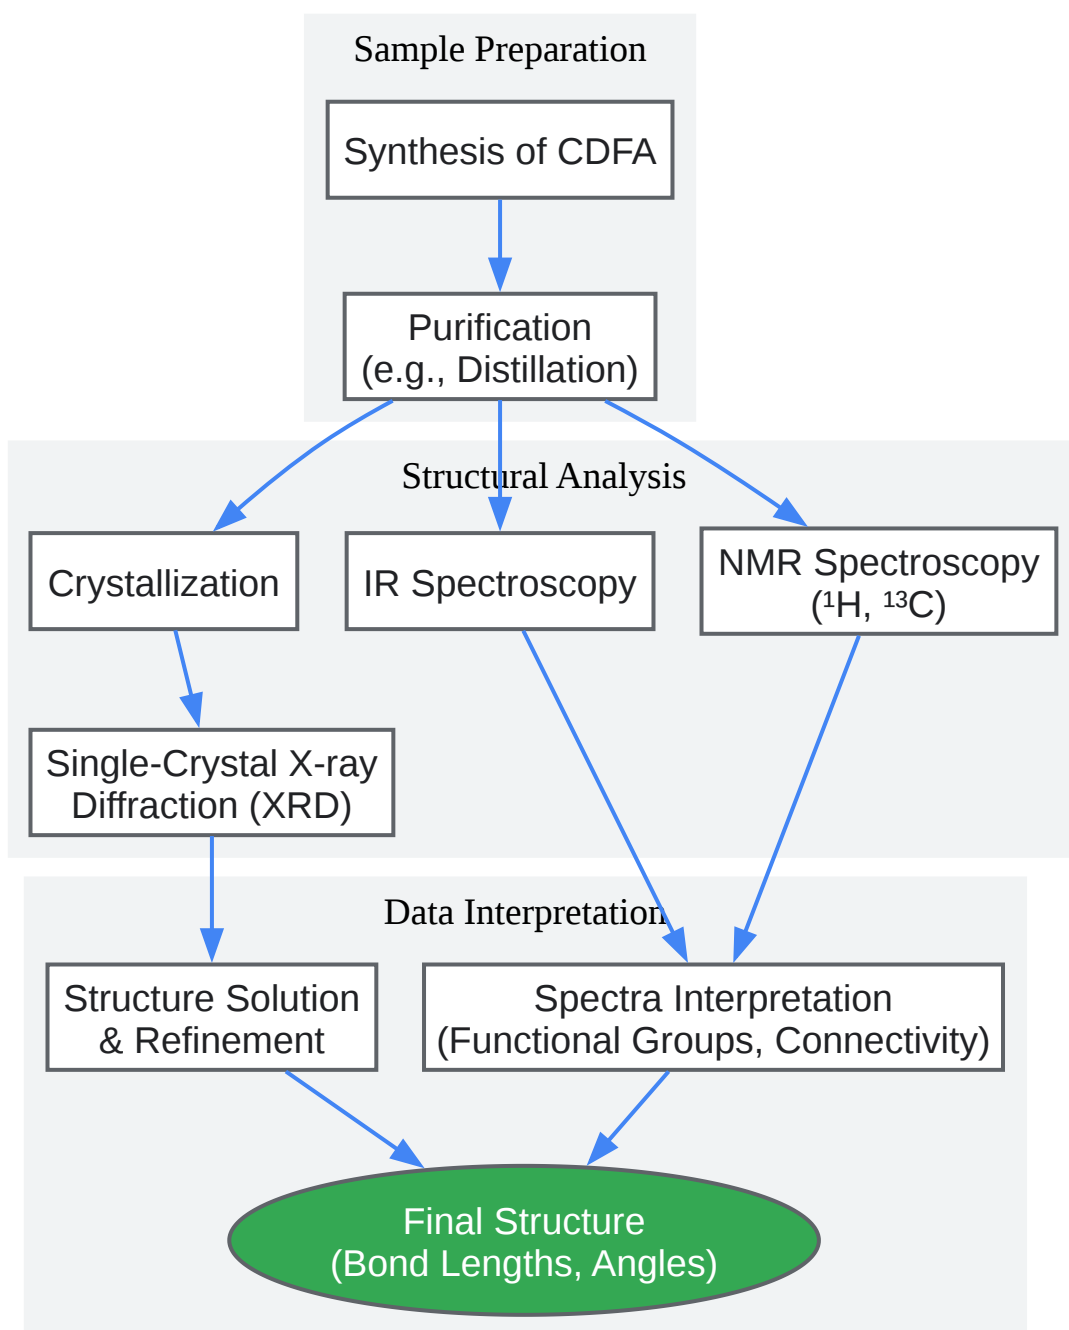 Sample Preparation
Synthesis of CDFA
Purification
(e.g., Distillation)
Structural Analysis
Crystallization
IR Spectroscopy
NMR Spectroscopy
(¹H, ¹³C)
Single-Crystal X-ray
Diffraction (XRD)
Data Interpretation
Structure Solution
& Refinement
Spectra Interpretation
(Functional Groups, Connectivity)
Final Structure
(Bond Lengths, Angles)